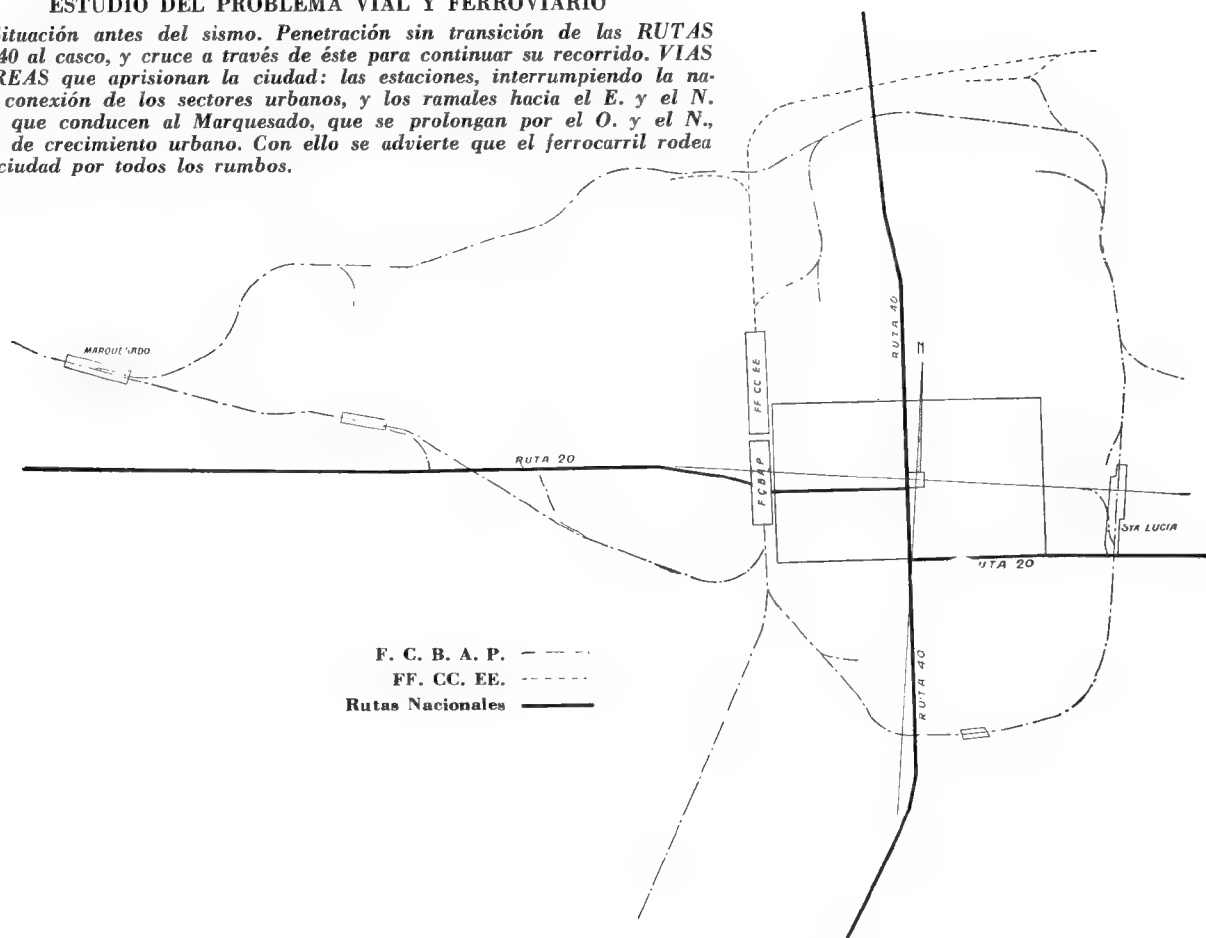 ESTUDIO DEL PROBLEMA VIAL Y FERROVIARIO
ituación antes del sismo. Penetración sin transición de las RUTAS
40 al casco, y cruce a través de éste para continuar su recorrido. VIAS
REAS que aprisionan la ciudad: las estaciones, interrumpiendo la na-
conexión de los sectores urbanos, y los ramales hacia el E. y el N.
que conducen al Marquesado, que se prolongan por el O. y el N.,
de crecimiento urbano. Con ello se advierte que el ferrocarril rodea
ciudad por todos los rumbos.
RUTA 40
MARQUESADO
FF CC EE
RUTA 20
F C B A P
STA LUCIA
UTA 20
F. C. B. A. P.
FF. CC. EE.
Rutas Nacionales
RUTA 40